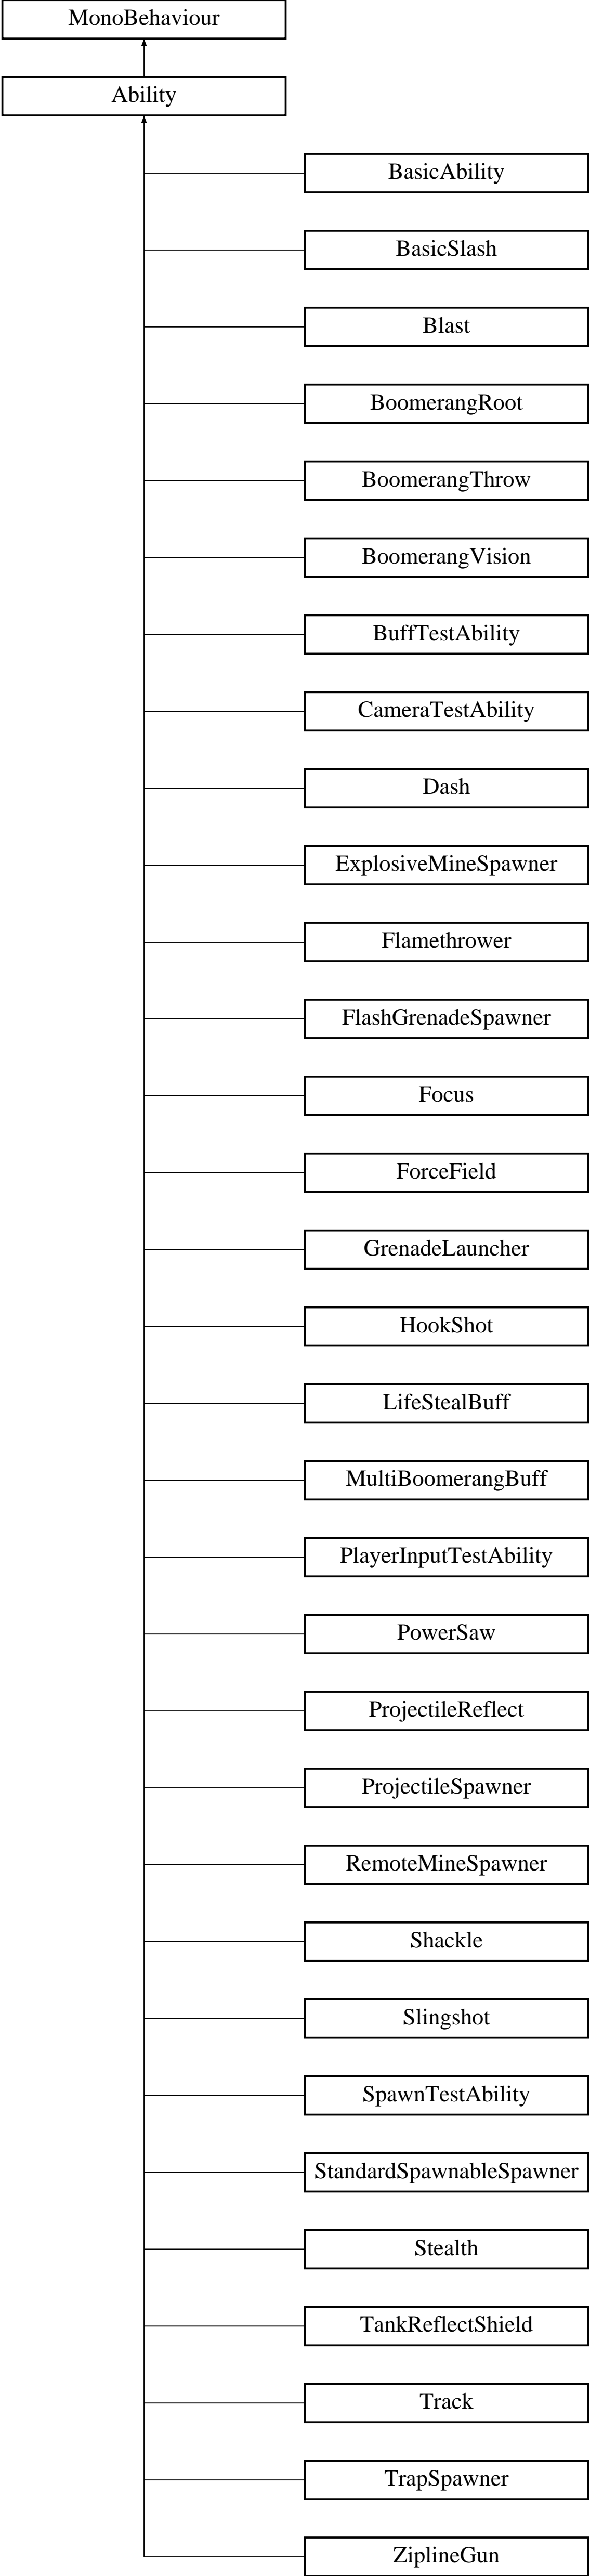 MonoBehaviour
Ability
BasicAbility
BasicSlash
Blast
BoomerangRoot
BoomerangThrow
BoomerangVision
BuffTestAbility
CameraTestAbility
Dash
ExplosiveMineSpawner
Flamethrower
FlashGrenadeSpawner
Focus
ForceField
GrenadeLauncher
HookShot
LifeStealBuff
MultiBoomerangBuff
PlayerInputTestAbility
PowerSaw
ProjectileReflect
ProjectileSpawner
RemoteMineSpawner
Shackle
Slingshot
SpawnTestAbility
StandardSpawnableSpawner
Stealth
TankReflectShield
Track
TrapSpawner
ZiplineGun